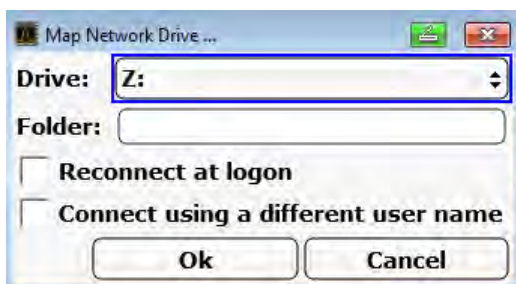 Map Network Drive ...
Drive: Z:
Folder:
Reconnect at logon
Connect using a different user name
Ok Cancel